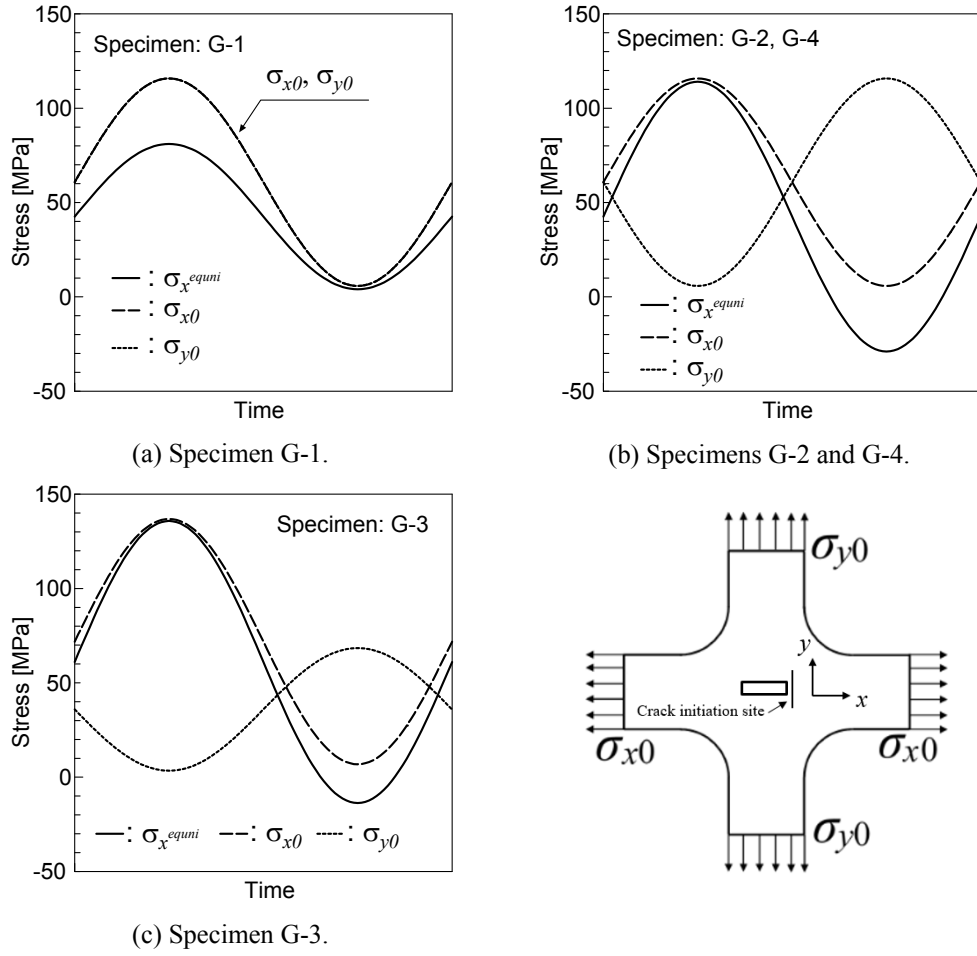 150
100
50
0
-50
Stress [MPa]
Specimen: G-1
σx0, σy0
: σx^equni
: σx0
: σy0
Time
(a) Specimen G-1.
150
100
50
0
-50
Stress [MPa]
Specimen: G-2, G-4
: σx^equni
: σx0
: σy0
Time
(b) Specimens G-2 and G-4.
150
100
50
0
-50
Stress [MPa]
Specimen: G-3
: σx^equni : σx0 : σy0
Time
(c) Specimen G-3.
σy0
y
x
Crack initiation site
σx0
σx0
σy0